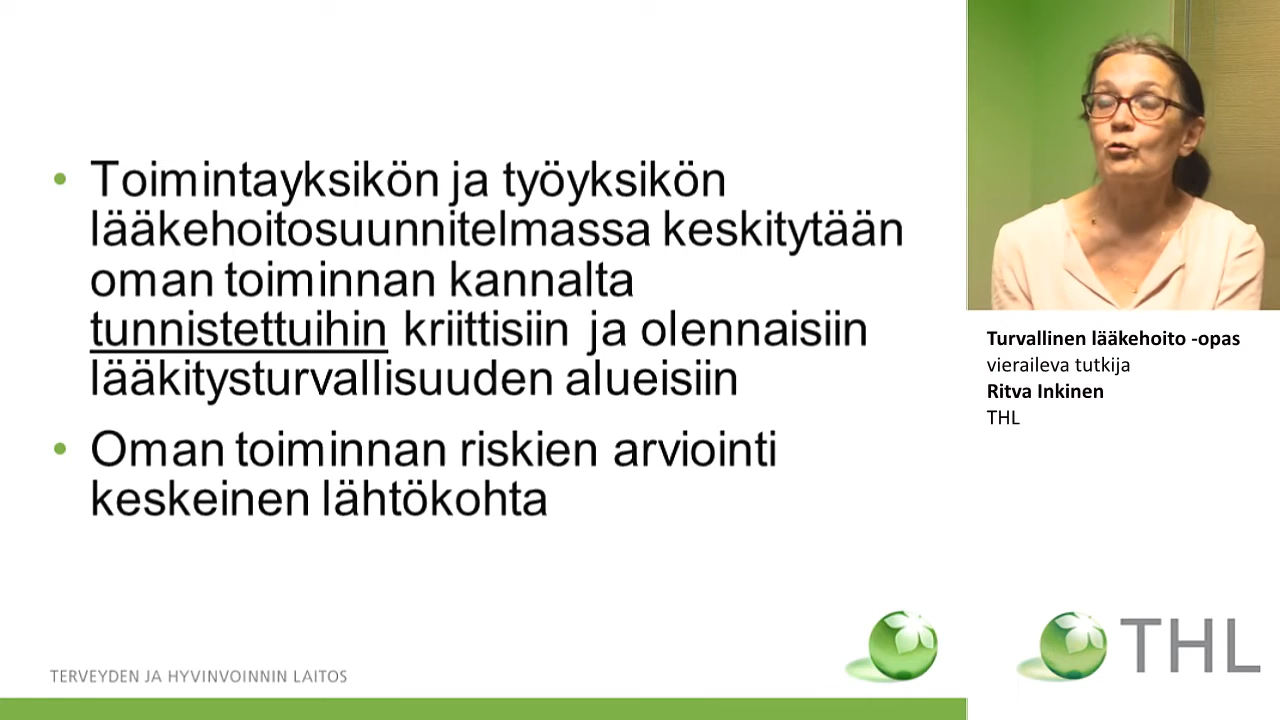 • Toimintayksikön ja työyksikön
lääkehoitosuunnitelmassa keskitytään
oman toiminnan kannalta
tunnistettuihin kriittisiin ja olennaisiin
lääkitysturvallisuuden alueisiin
• Oman toiminnan riskien arviointi
keskeinen lähtökohta
Turvallinen lääkehoito -opas
vieraileva tutkija
Ritva Inkinen
THL
TERVEYDEN JA HYVINVOINNIN LAITOS
THL